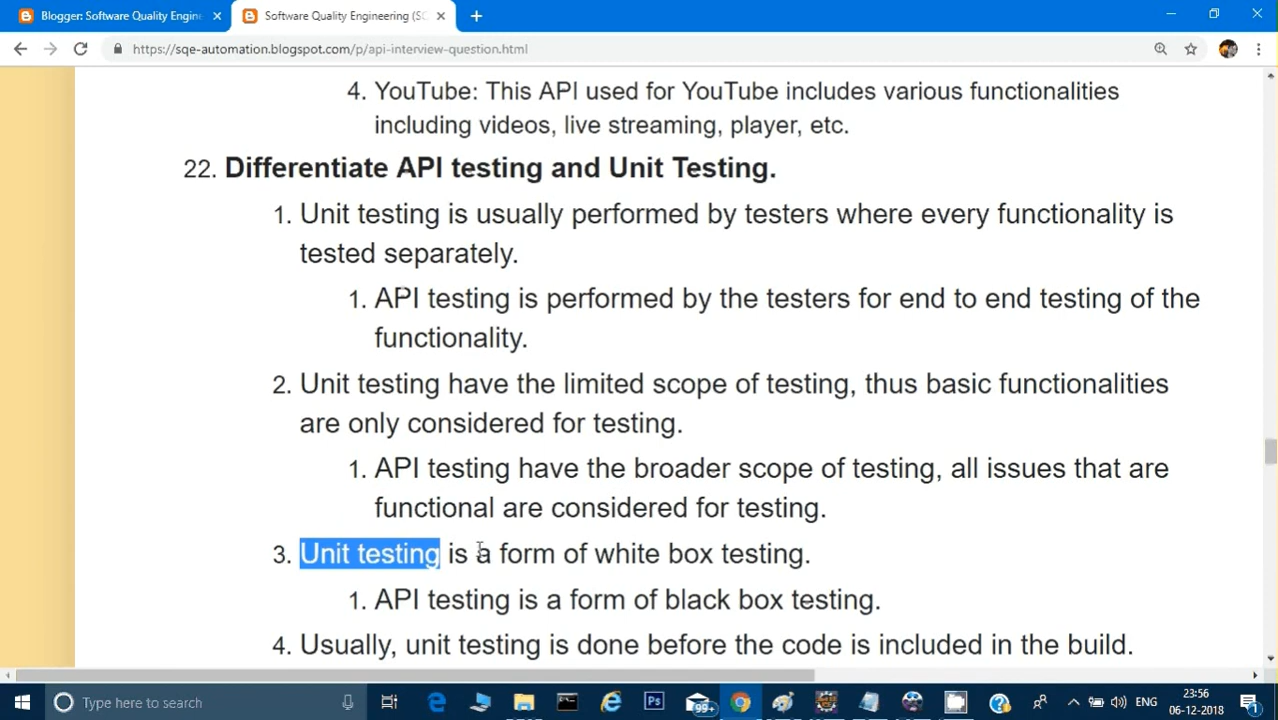 Blogger: Software Quality Engine
Software Quality Engineering (SQ
https://sqe-automation.blogspot.com/p/api-interview-question.html
4. YouTube: This API used for YouTube includes various functionalities
including videos, live streaming, player, etc.
22. Differentiate API testing and Unit Testing.
1. Unit testing is usually performed by testers where every functionality is
tested separately.
1. API testing is performed by the testers for end to end testing of the
functionality.
2. Unit testing have the limited scope of testing, thus basic functionalities
are only considered for testing.
1. API testing have the broader scope of testing, all issues that are
functional are considered for testing.
3. Unit testing is a form of white box testing.
1. API testing is a form of black box testing.
4. Usually, unit testing is done before the code is included in the build.
Type here to search
Ps
99+
ENG
23:56
06-12-2018
1